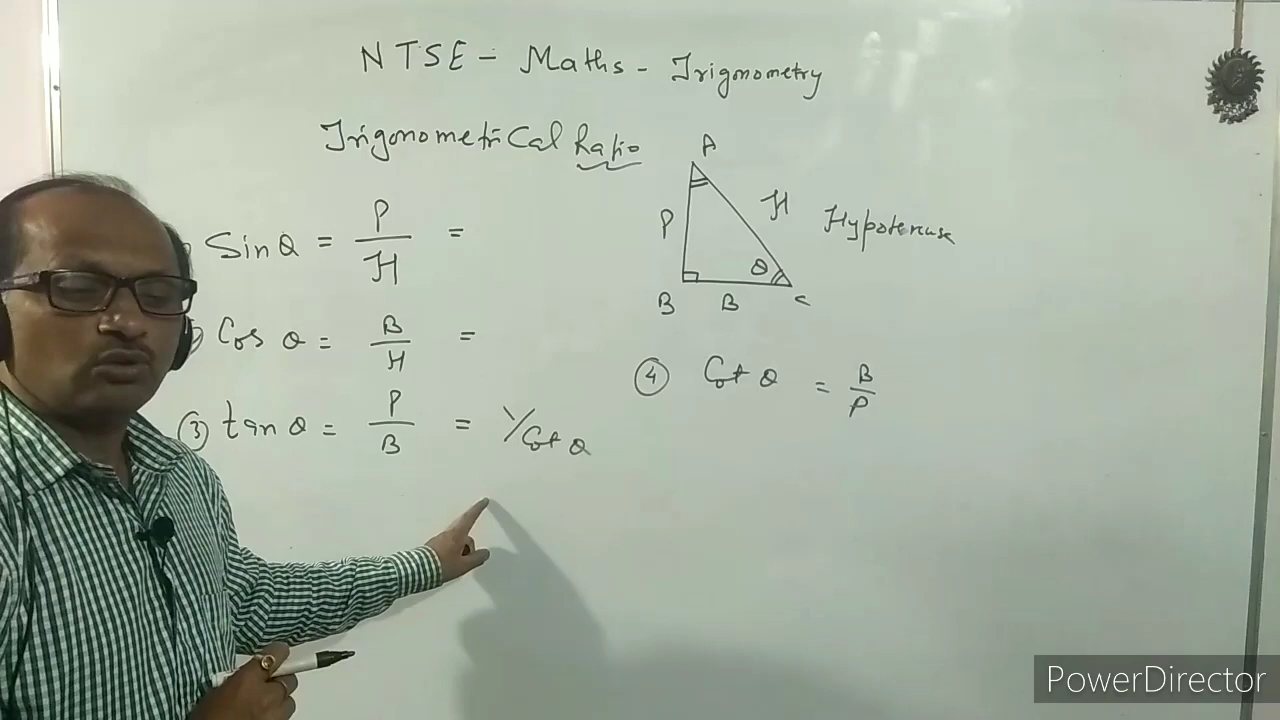 NTSE - Maths - Trigonometry
Trigonometrical Ratio
A
P
H
Hypotenuse
θ
B
B
C
Sin θ = P/H =
Cos θ = B/H =
③ tan θ = P/B = 1/Cot θ
④ Cot θ = B/P
PowerDirector